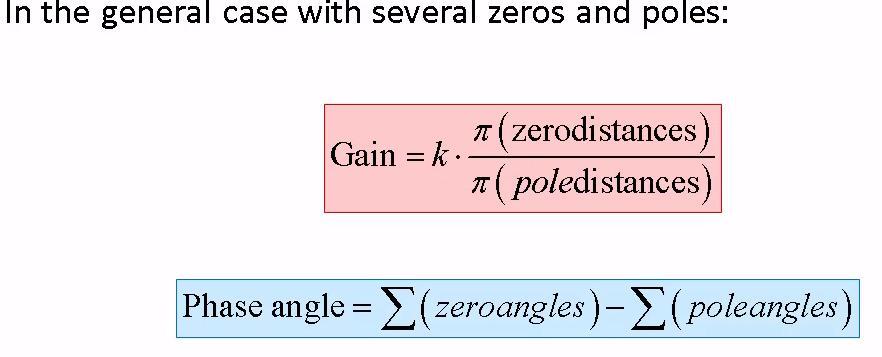 In the general case with several zeros and poles:
Gain = k · π(zerodistances) / π(poledistances)
Phase angle = ∑(zeroangles) − ∑(poleangles)